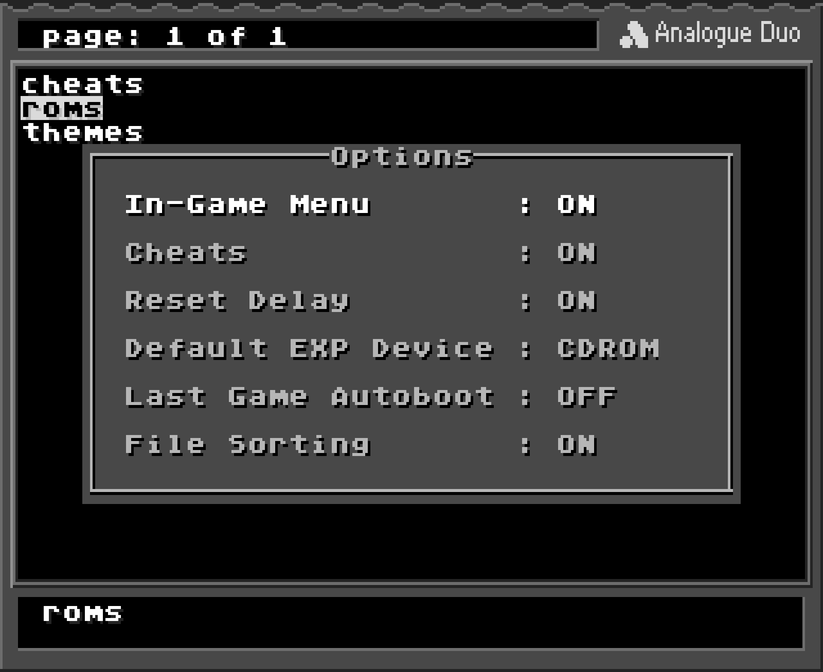 page: 1 of 1
Analogue Duo
cheats
roms
themes
Options
In-Game Menu : ON
Cheats : ON
Reset Delay : ON
Default EXP Device : CDROM
Last Game Autoboot : OFF
File Sorting : ON
roms